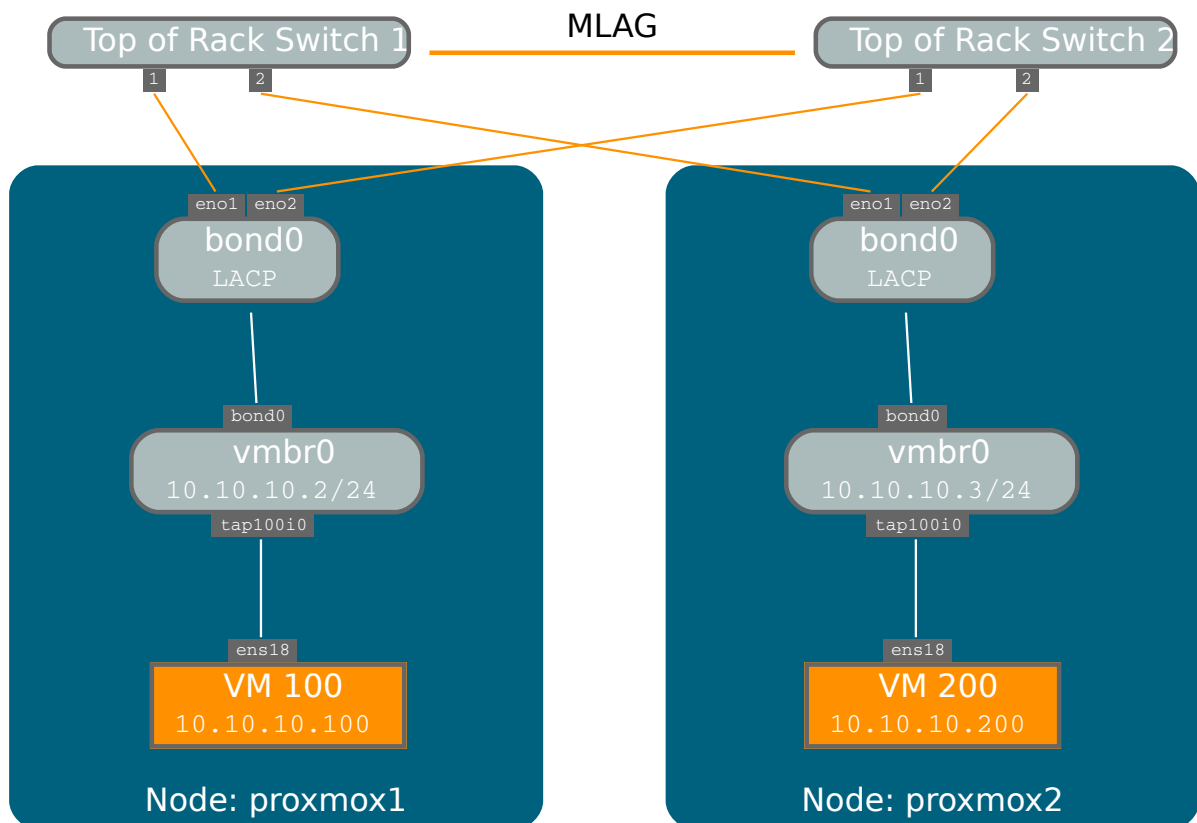 MLAG
Top of Rack Switch 1
Top of Rack Switch 2
1 2
1 2
eno1 eno2
bond0
LACP
bond0
vmbr0
10.10.10.2/24
tap100i0
ens18
VM 100
10.10.10.100
Node: proxmox1
eno1 eno2
bond0
LACP
bond0
vmbr0
10.10.10.3/24
tap100i0
ens18
VM 200
10.10.10.200
Node: proxmox2